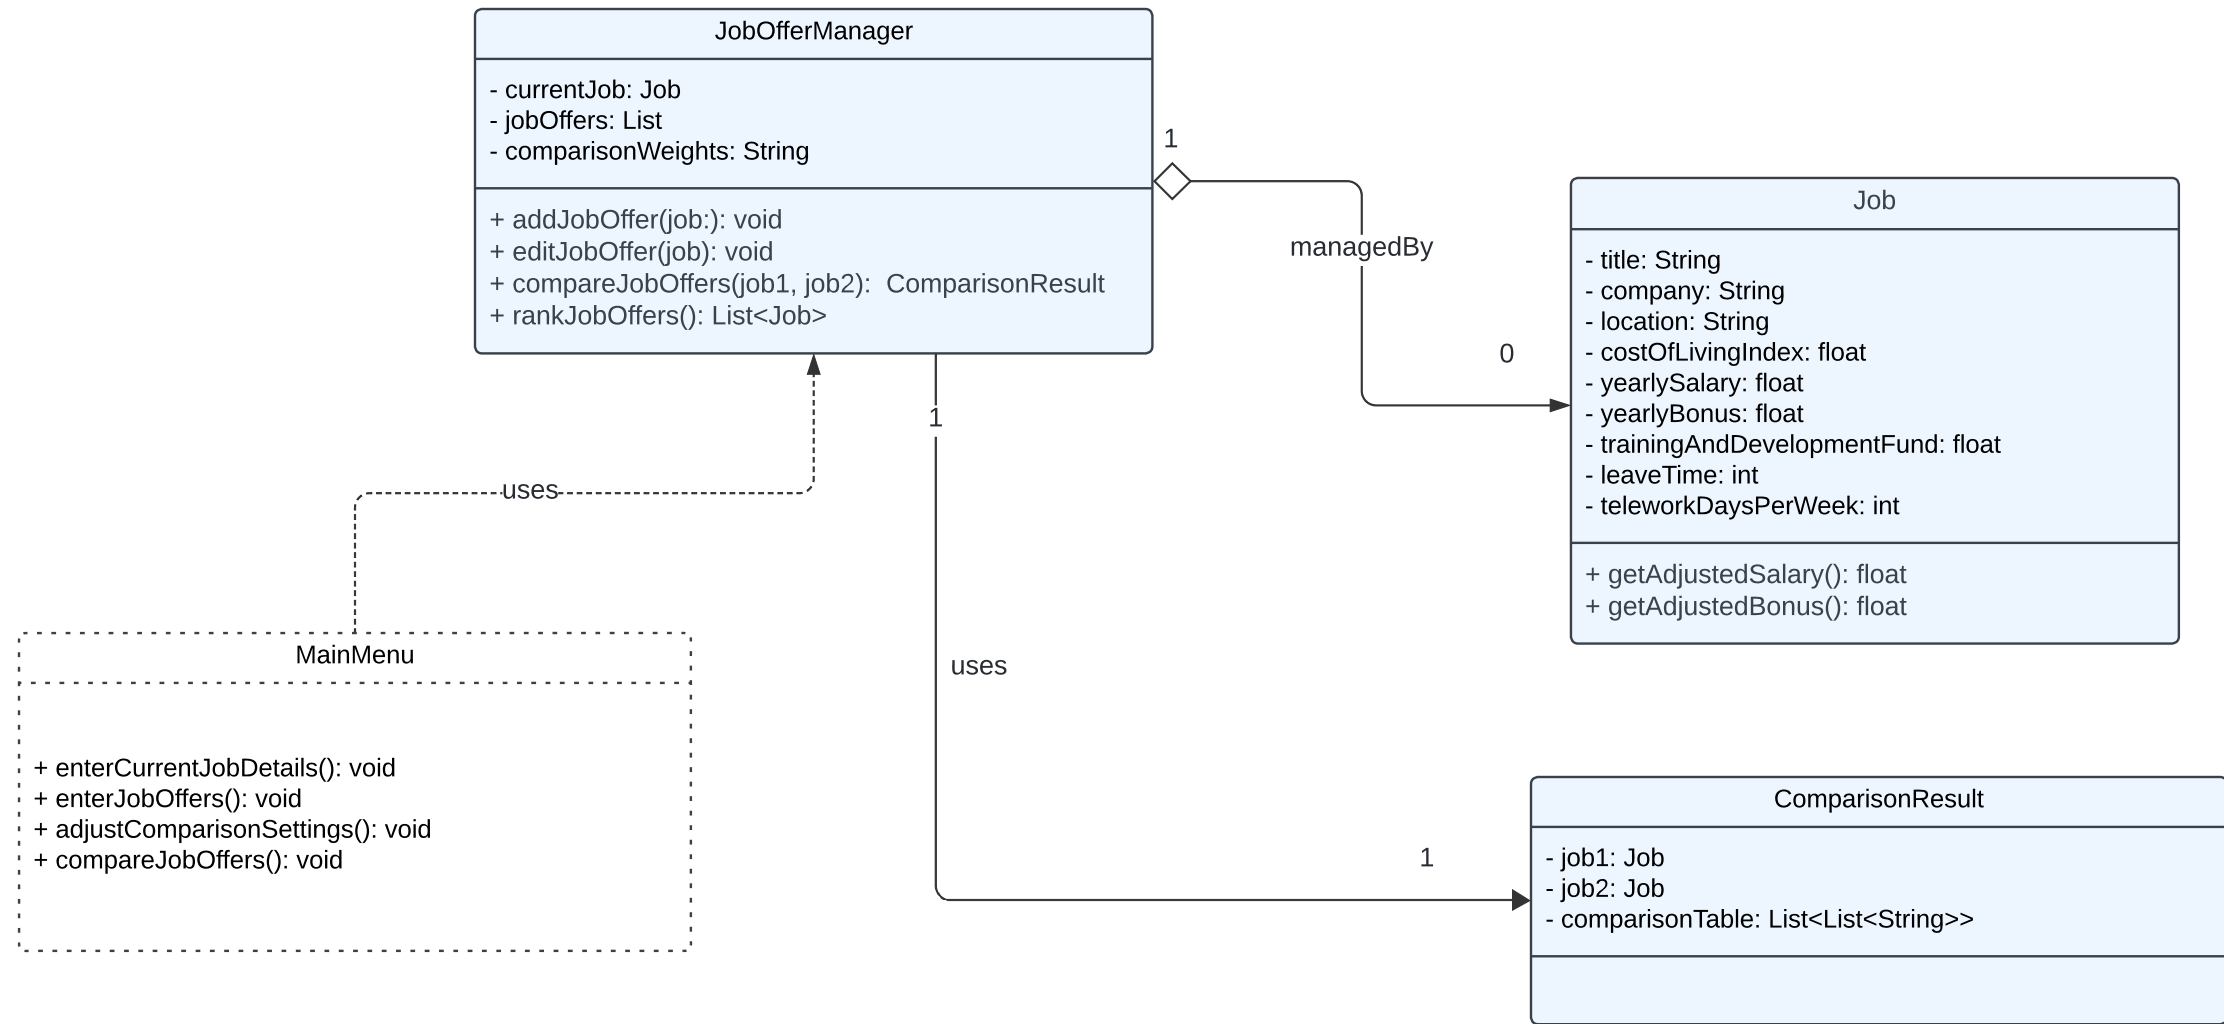 JobOfferManager
- currentJob: Job
- jobOffers: List
- comparisonWeights: String
+ addJobOffer(job:): void
+ editJobOffer(job): void
+ compareJobOffers(job1, job2):  ComparisonResult
+ rankJobOffers(): List<Job>
1
managedBy
0
Job
- title: String
- company: String
- location: String
- costOfLivingIndex: float
- yearlySalary: float
- yearlyBonus: float
- trainingAndDevelopmentFund: float
- leaveTime: int
- teleworkDaysPerWeek: int
+ getAdjustedSalary(): float
+ getAdjustedBonus(): float
1
uses
uses
1
MainMenu
+ enterCurrentJobDetails(): void
+ enterJobOffers(): void
+ adjustComparisonSettings(): void
+ compareJobOffers(): void
ComparisonResult
- job1: Job
- job2: Job
- comparisonTable: List<List<String>>